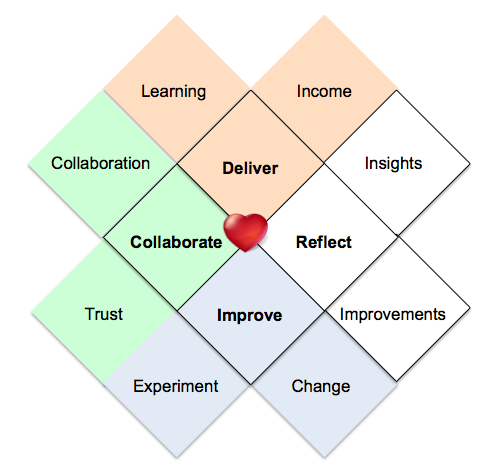 Learning
Income
Collaboration
Deliver
Insights
Collaborate
Reflect
Trust
Improve
Improvements
Experiment
Change